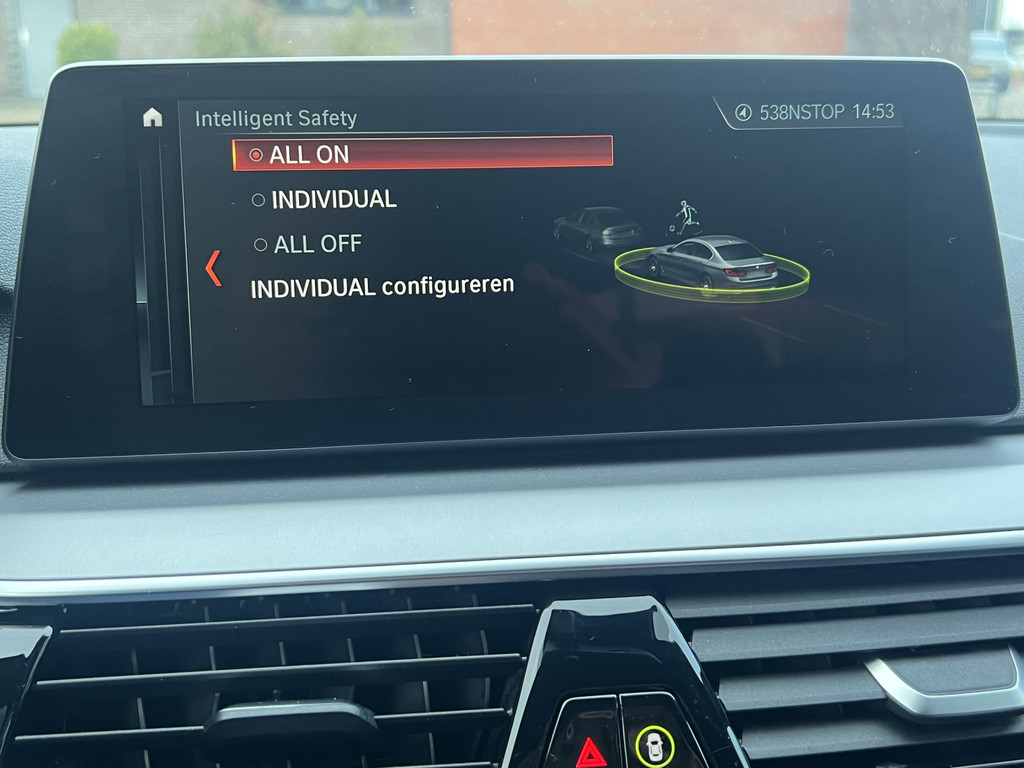 Intelligent Safety
538NSTOP 14:53
ALL ON
INDIVIDUAL
ALL OFF
INDIVIDUAL configureren